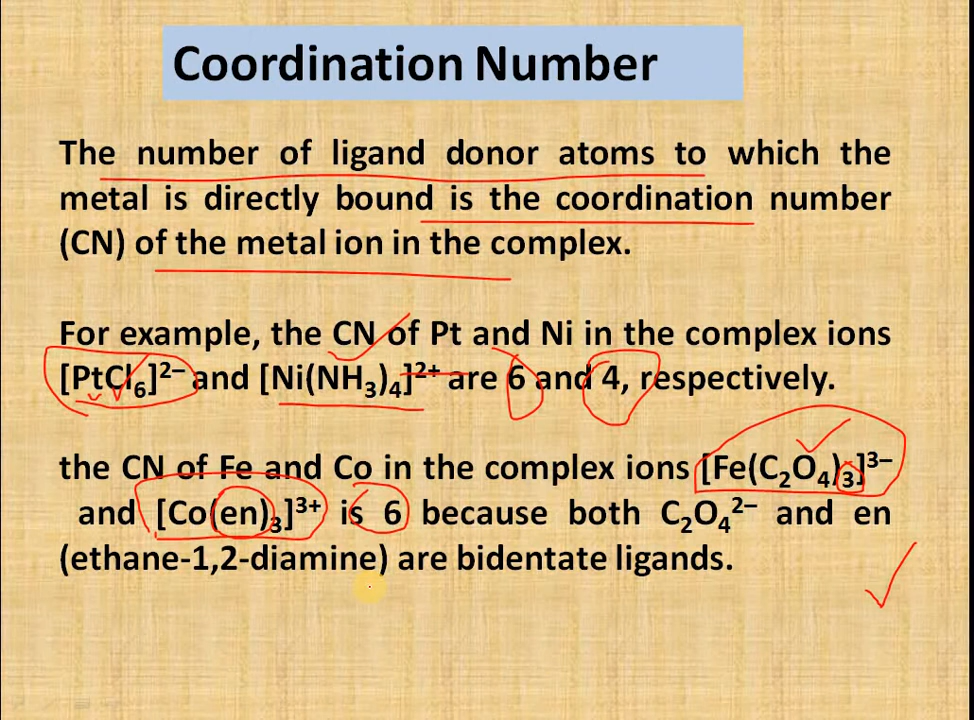 Coordination Number
The number of ligand donor atoms to which the
metal is directly bound is the coordination number
(CN) of the metal ion in the complex.
For example, the CN of Pt and Ni in the complex ions
[PtCl₆]²⁻ and [Ni(NH₃)₄]²⁺ are 6 and 4, respectively.
the CN of Fe and Co in the complex ions [Fe(C₂O₄)₃]³⁻
and [Co(en)₃]³⁺ is 6 because both C₂O₄²⁻ and en
(ethane-1,2-diamine) are bidentate ligands.